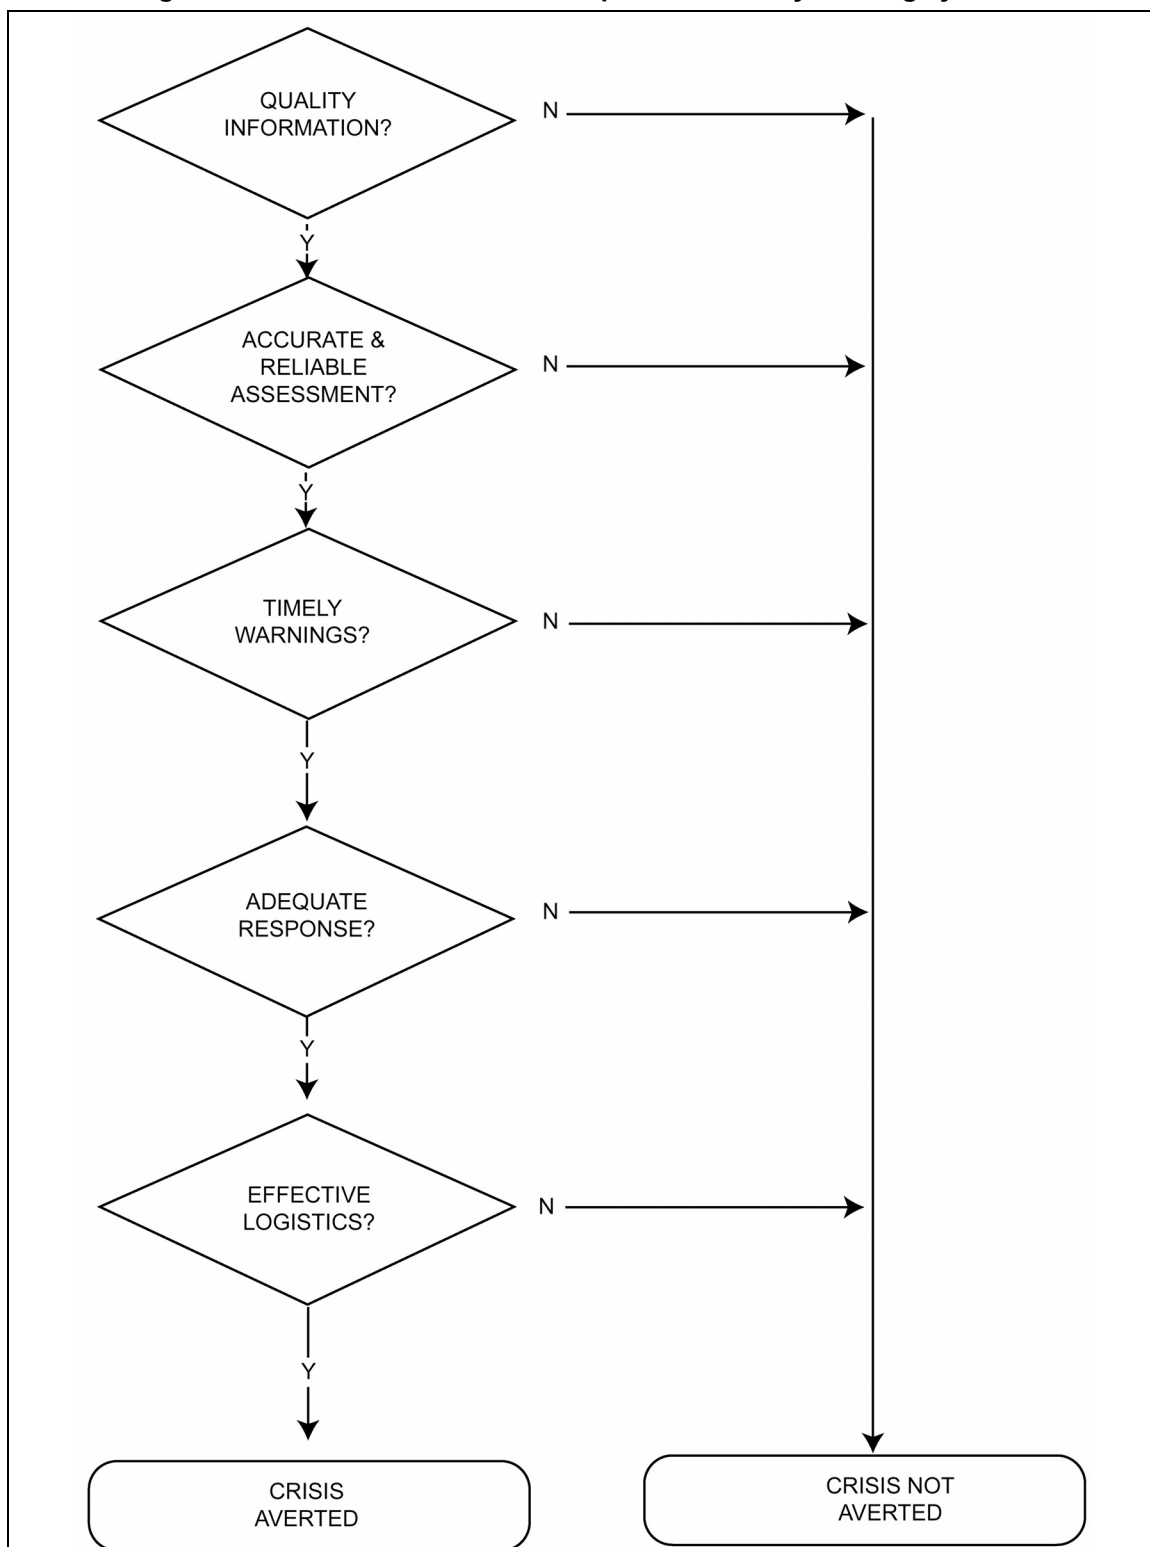 QUALITY
INFORMATION?
N
Y
ACCURATE &
RELIABLE
ASSESSMENT?
N
Y
TIMELY
WARNINGS?
N
Y
ADEQUATE
RESPONSE?
N
Y
EFFECTIVE
LOGISTICS?
N
Y
CRISIS
AVERTED
CRISIS NOT
AVERTED